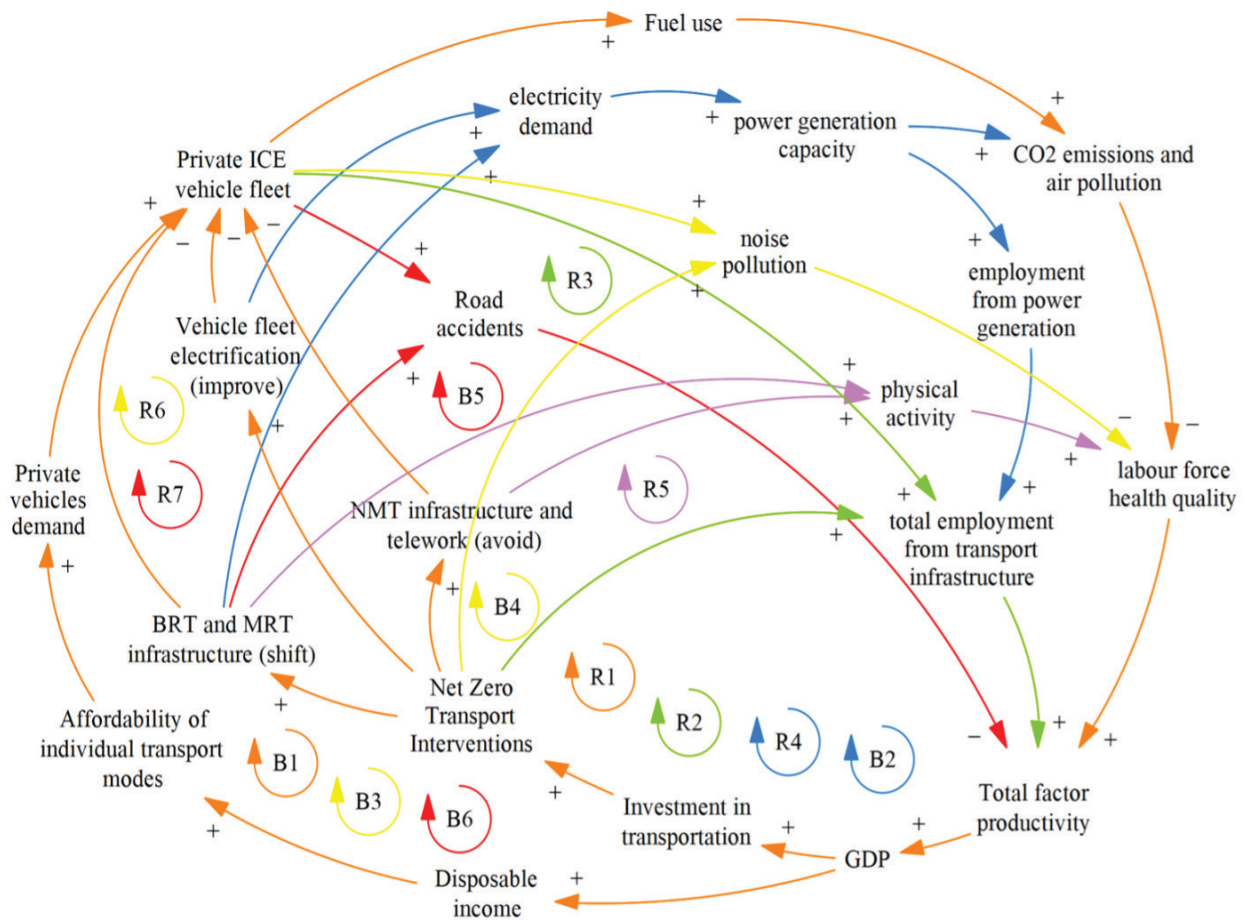 Fuel use
+
+
electricity
demand
+
power generation
capacity
+
+
+
CO2 emissions and
air pollution
Private ICE
vehicle fleet
+
−
−
−
+
+
noise
pollution
+
+
employment
from power
generation
R3
Road
accidents
+
Vehicle fleet
electrification
(improve)
+
B5
R6
+
+
physical
activity
−
−
+
labour force
health quality
Private
vehicles
demand
R7
R5
NMT infrastructure and
telework (avoid)
+
+
total employment
from transport
infrastructure
+
+
+
B4
BRT and MRT
infrastructure (shift)
+
R1
Net Zero
Transport
Interventions
R2
R4
B2
−
+
+
Affordability of
individual transport
modes
B1
B3
B6
+
Investment in
transportation
+
+
Total factor
productivity
+
GDP
+
Disposable
income